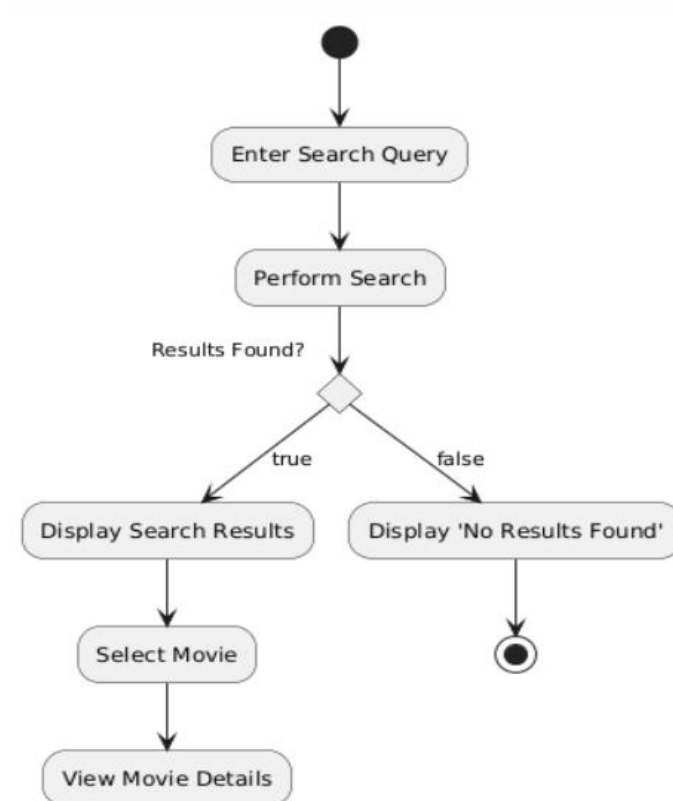 Enter Search Query
Perform Search
Results Found?
true
false
Display Search Results
Display 'No Results Found'
Select Movie
View Movie Details